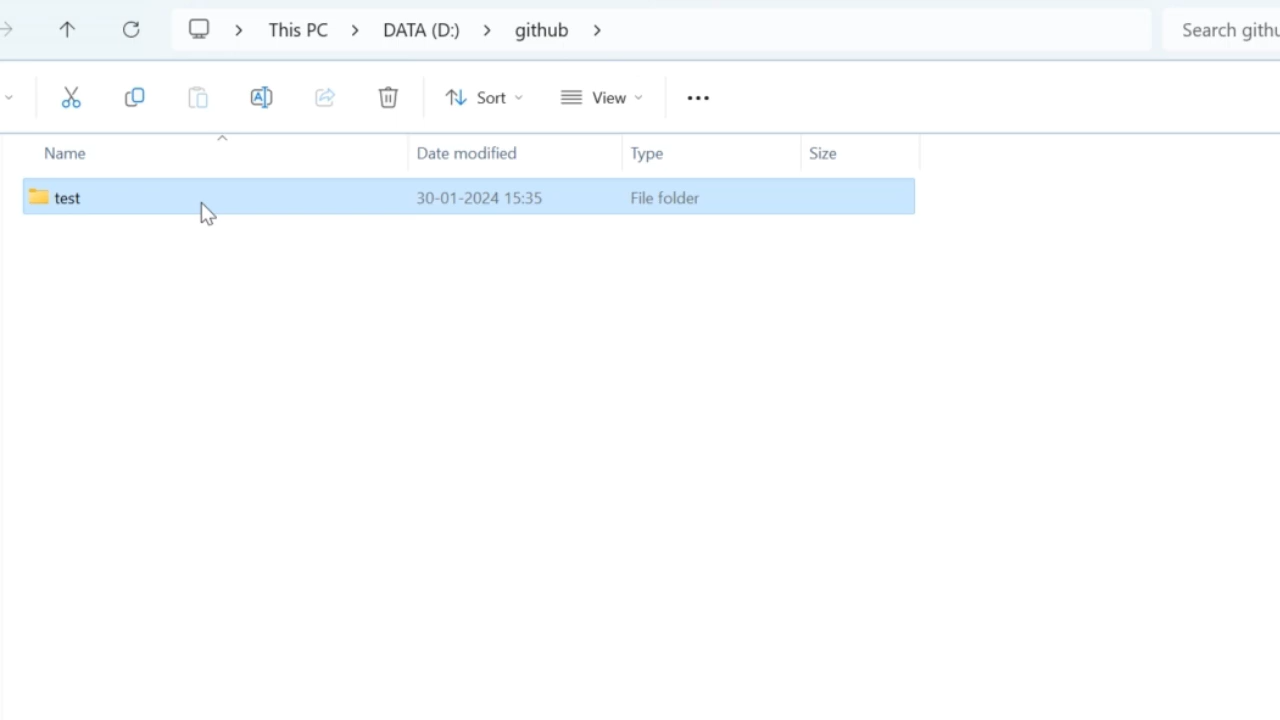 This PC > DATA (D:) > github > Search githu
Sort View
Name Date modified Type Size
test 30-01-2024 15:35 File folder